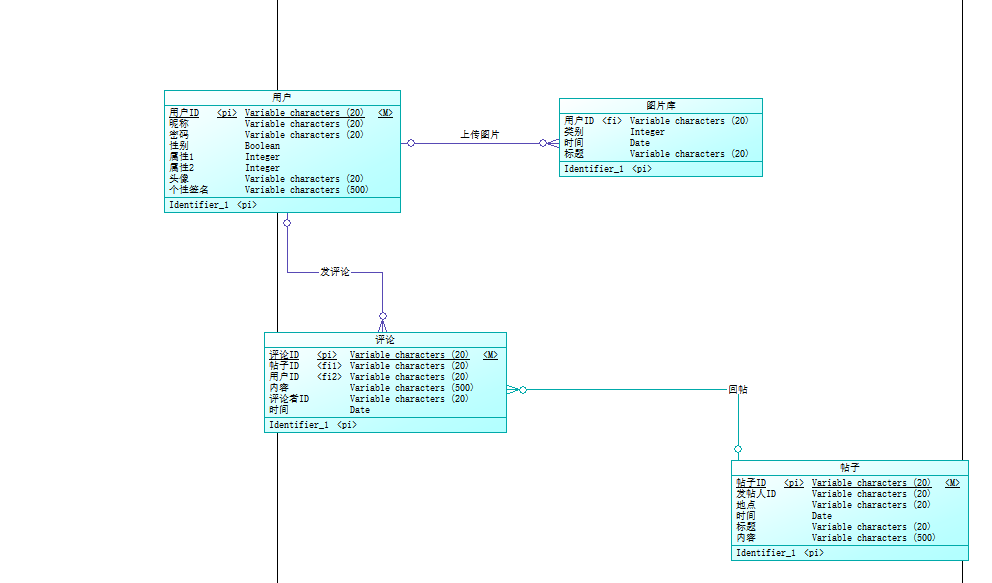 用户
用户ID <pi> Variable characters (20) <M>
昵称 Variable characters (20)
密码 Variable characters (20)
性别 Boolean
属性1 Integer
属性2 Integer
头像 Variable characters (20)
个性签名 Variable characters (500)
Identifier_1 <pi>
上传图片
图片库
用户ID <fi> Variable characters (20)
类别 Integer
时间 Date
标题 Variable characters (20)
Identifier_1 <pi>
发评论
评论
评论ID <pi> Variable characters (20) <M>
帖子ID <fi1> Variable characters (20)
用户ID <fi2> Variable characters (20)
内容 Variable characters (500)
评论者ID Variable characters (20)
时间 Date
Identifier_1 <pi>
回帖
帖子
帖子ID <pi> Variable characters (20) <M>
发帖人ID Variable characters (20)
地点 Variable characters (20)
时间 Date
标题 Variable characters (20)
内容 Variable characters (500)
Identifier_1 <pi>